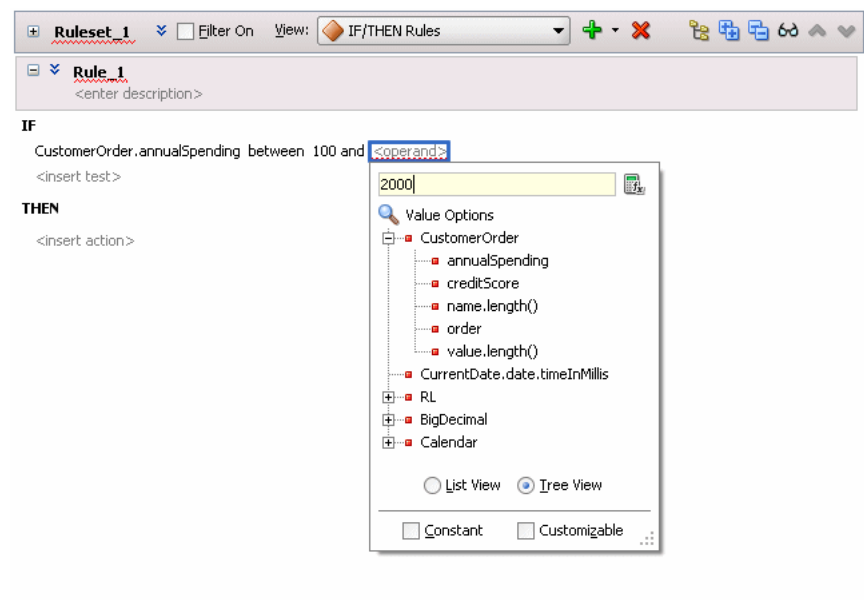 Ruleset_1 Filter On View: IF/THEN Rules
Rule_1
<enter description>
IF
CustomerOrder.annualSpending between 100 and <operand>
<insert test>
2000
THEN
Value Options
<insert action>
CustomerOrder
annualSpending
creditScore
name.length()
order
value.length()
CurrentDate.date.timeInMillis
RL
BigDecimal
Calendar
List View Tree View
Constant Customizable